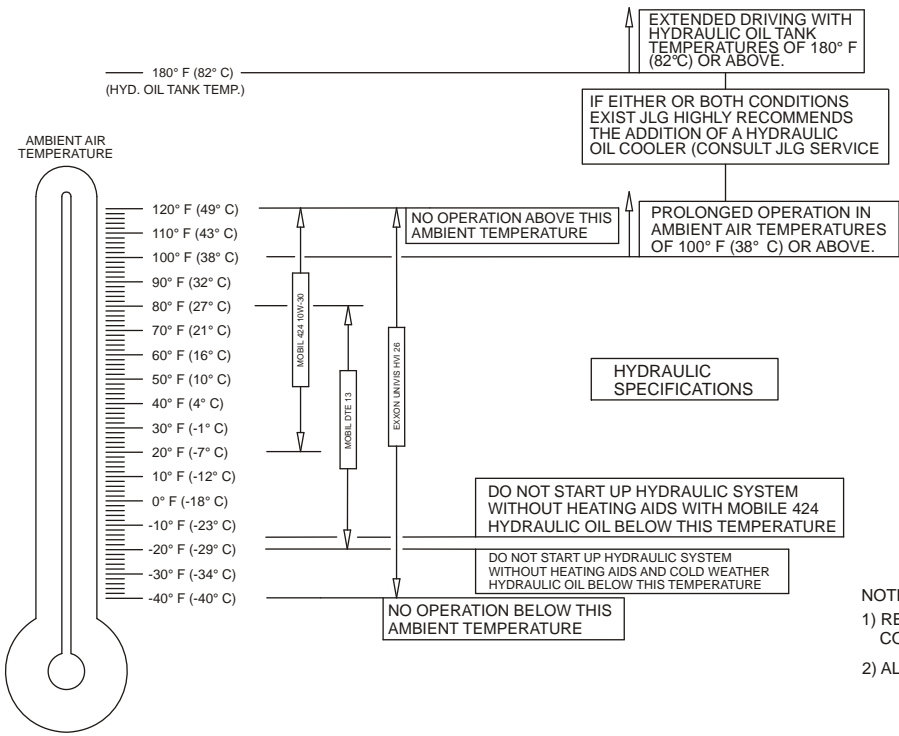 EXTENDED DRIVING WITH
HYDRAULIC OIL TANK
TEMPERATURES OF 180° F
(82°C) OR ABOVE.
180° F (82° C)
(HYD. OIL TANK TEMP.)
IF EITHER OR BOTH CONDITIONS
EXIST JLG HIGHLY RECOMMENDS
THE ADDITION OF A HYDRAULIC
OIL COOLER (CONSULT JLG SERVICE
AMBIENT AIR
TEMPERATURE
120° F (49° C)
110° F (43° C)
100° F (38° C)
90° F (32° C)
80° F (27° C)
70° F (21° C)
60° F (16° C)
50° F (10° C)
40° F (4° C)
30° F (-1° C)
20° F (-7° C)
10° F (-12° C)
0° F (-18° C)
-10° F (-23° C)
-20° F (-29° C)
-30° F (-34° C)
-40° F (-40° C)
NO OPERATION ABOVE THIS
AMBIENT TEMPERATURE
PROLONGED OPERATION IN
AMBIENT AIR TEMPERATURES
OF 100° F (38° C) OR ABOVE.
MOBIL 424 10W-30
MOBIL DTE 13
EXXON UNIVIS HVI 26
HYDRAULIC
SPECIFICATIONS
DO NOT START UP HYDRAULIC SYSTEM
WITHOUT HEATING AIDS WITH MOBILE 424
HYDRAULIC OIL BELOW THIS TEMPERATURE
DO NOT START UP HYDRAULIC SYSTEM
WITHOUT HEATING AIDS AND COLD WEATHER
HYDRAULIC OIL BELOW THIS TEMPERATURE
NO OPERATION BELOW THIS
AMBIENT TEMPERATURE
1)
2)